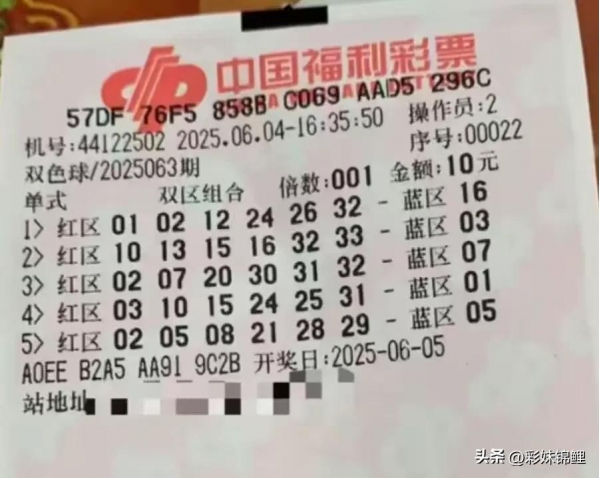 中国福利彩票
57DF 76F5 858B C069 AAD5 296C
机号:44122502 2025.06.04-16:35:50 操作员:2
双色球/2025063期 序号:00022
单式 双区组合 倍数:001 金额:10元
1> 红区 01 02 12 24 26 32 - 蓝区 16
2> 红区 10 13 15 16 32 33 - 蓝区 03
3> 红区 02 07 20 30 31 32 - 蓝区 07
4> 红区 03 10 15 24 25 31 - 蓝区 01
5> 红区 02 05 08 21 28 29 - 蓝区 05
A0EE B2A5 AA91 9C2B 开奖日:2025-06-05
站地址
头条 @彩妹锦鲤